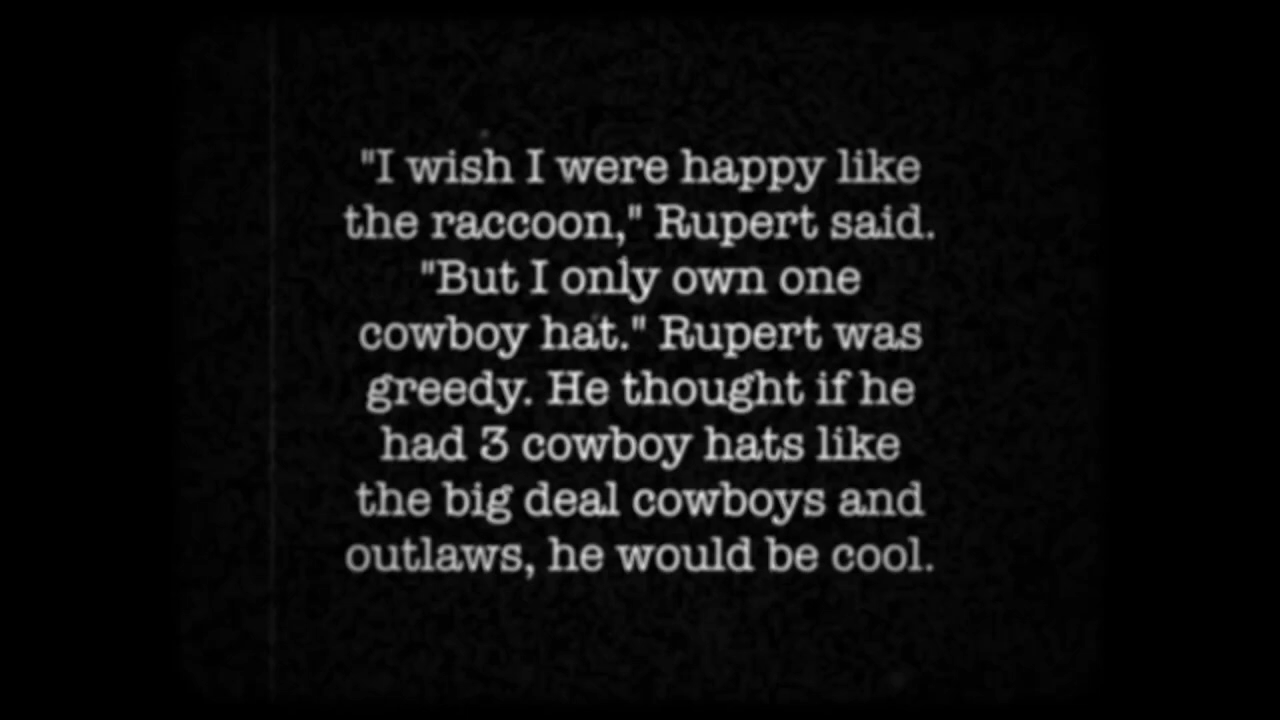 "I wish I were happy like
the raccoon," Rupert said.
"But I only own one
cowboy hat." Rupert was
greedy. He thought if he
had 3 cowboy hats like
the big deal cowboys and
outlaws, he would be cool.